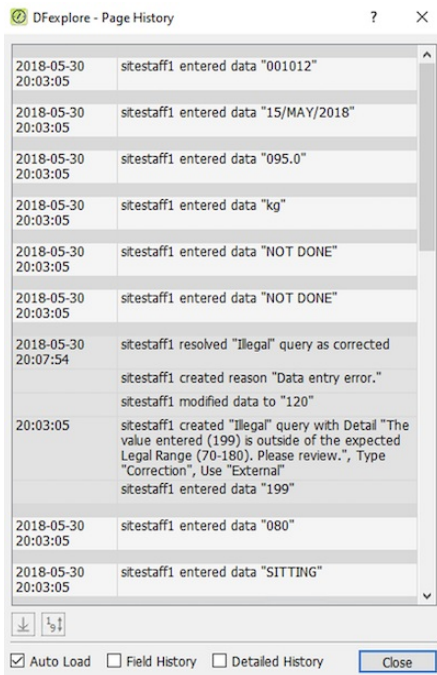 DFexplore - Page History
2018-05-30 sitestaff1 entered data "001012"
20:03:05
2018-05-30 sitestaff1 entered data "15/MAY/2018"
20:03:05
2018-05-30 sitestaff1 entered data "095.0"
20:03:05
2018-05-30 sitestaff1 entered data "kg"
20:03:05
2018-05-30 sitestaff1 entered data "NOT DONE"
20:03:05
2018-05-30 sitestaff1 entered data "NOT DONE"
20:03:05
2018-05-30 sitestaff1 resolved "Illegal" query as corrected
20:07:54
sitestaff1 created reason "Data entry error."
sitestaff1 modified data to "120"
20:03:05 sitestaff1 created "Illegal" query with Detail "The
value entered (199) is outside of the expected
Legal Range (70-180). Please review.", Type
"Correction", Use "External"
sitestaff1 entered data "199"
2018-05-30 sitestaff1 entered data "080"
20:03:05
2018-05-30 sitestaff1 entered data "SITTING"
20:03:05
Auto Load Field History Detailed History Close